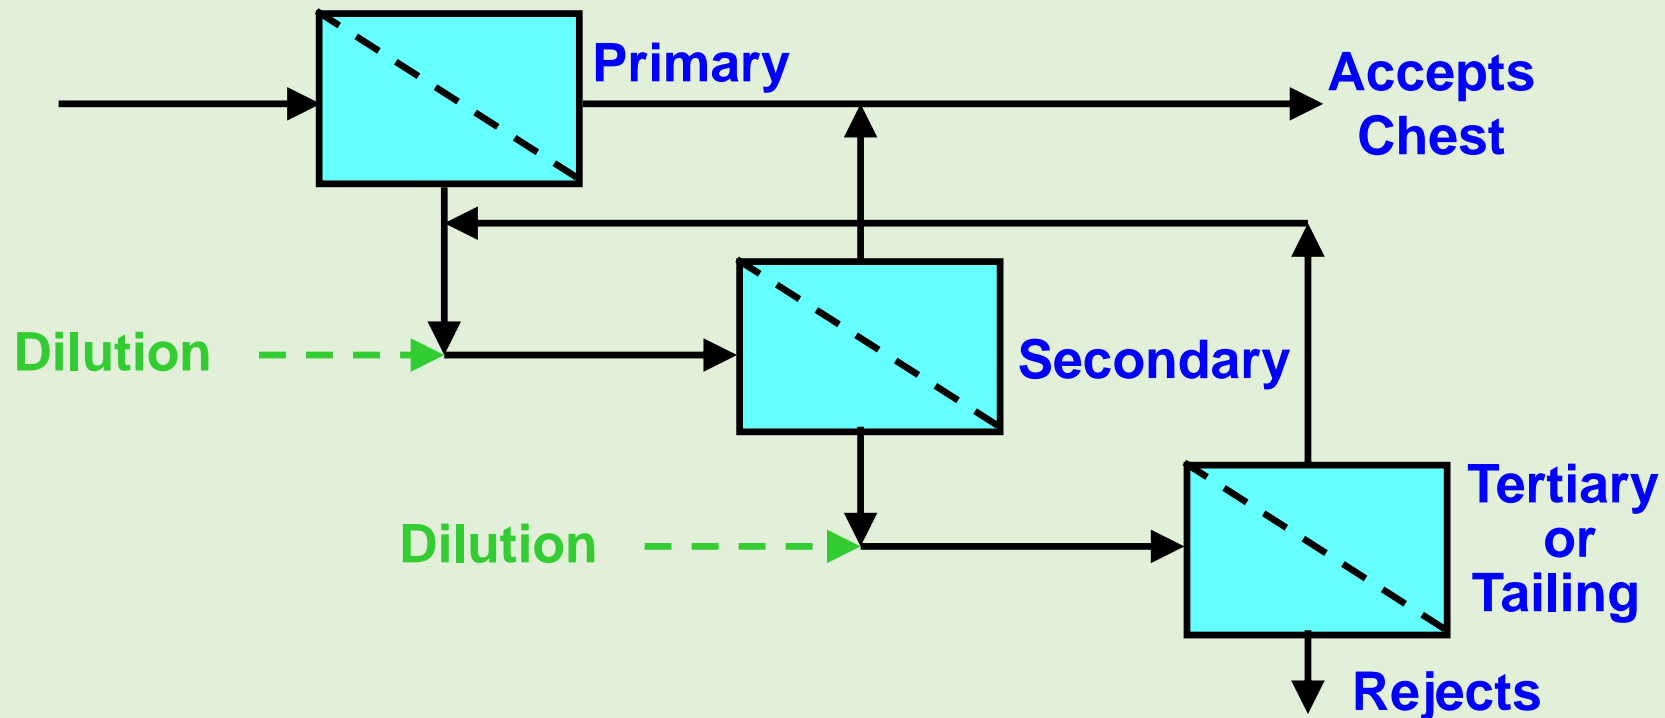 Primary
Accepts
Chest
Dilution
Secondary
Dilution
Tertiary
or
Tailing
Rejects